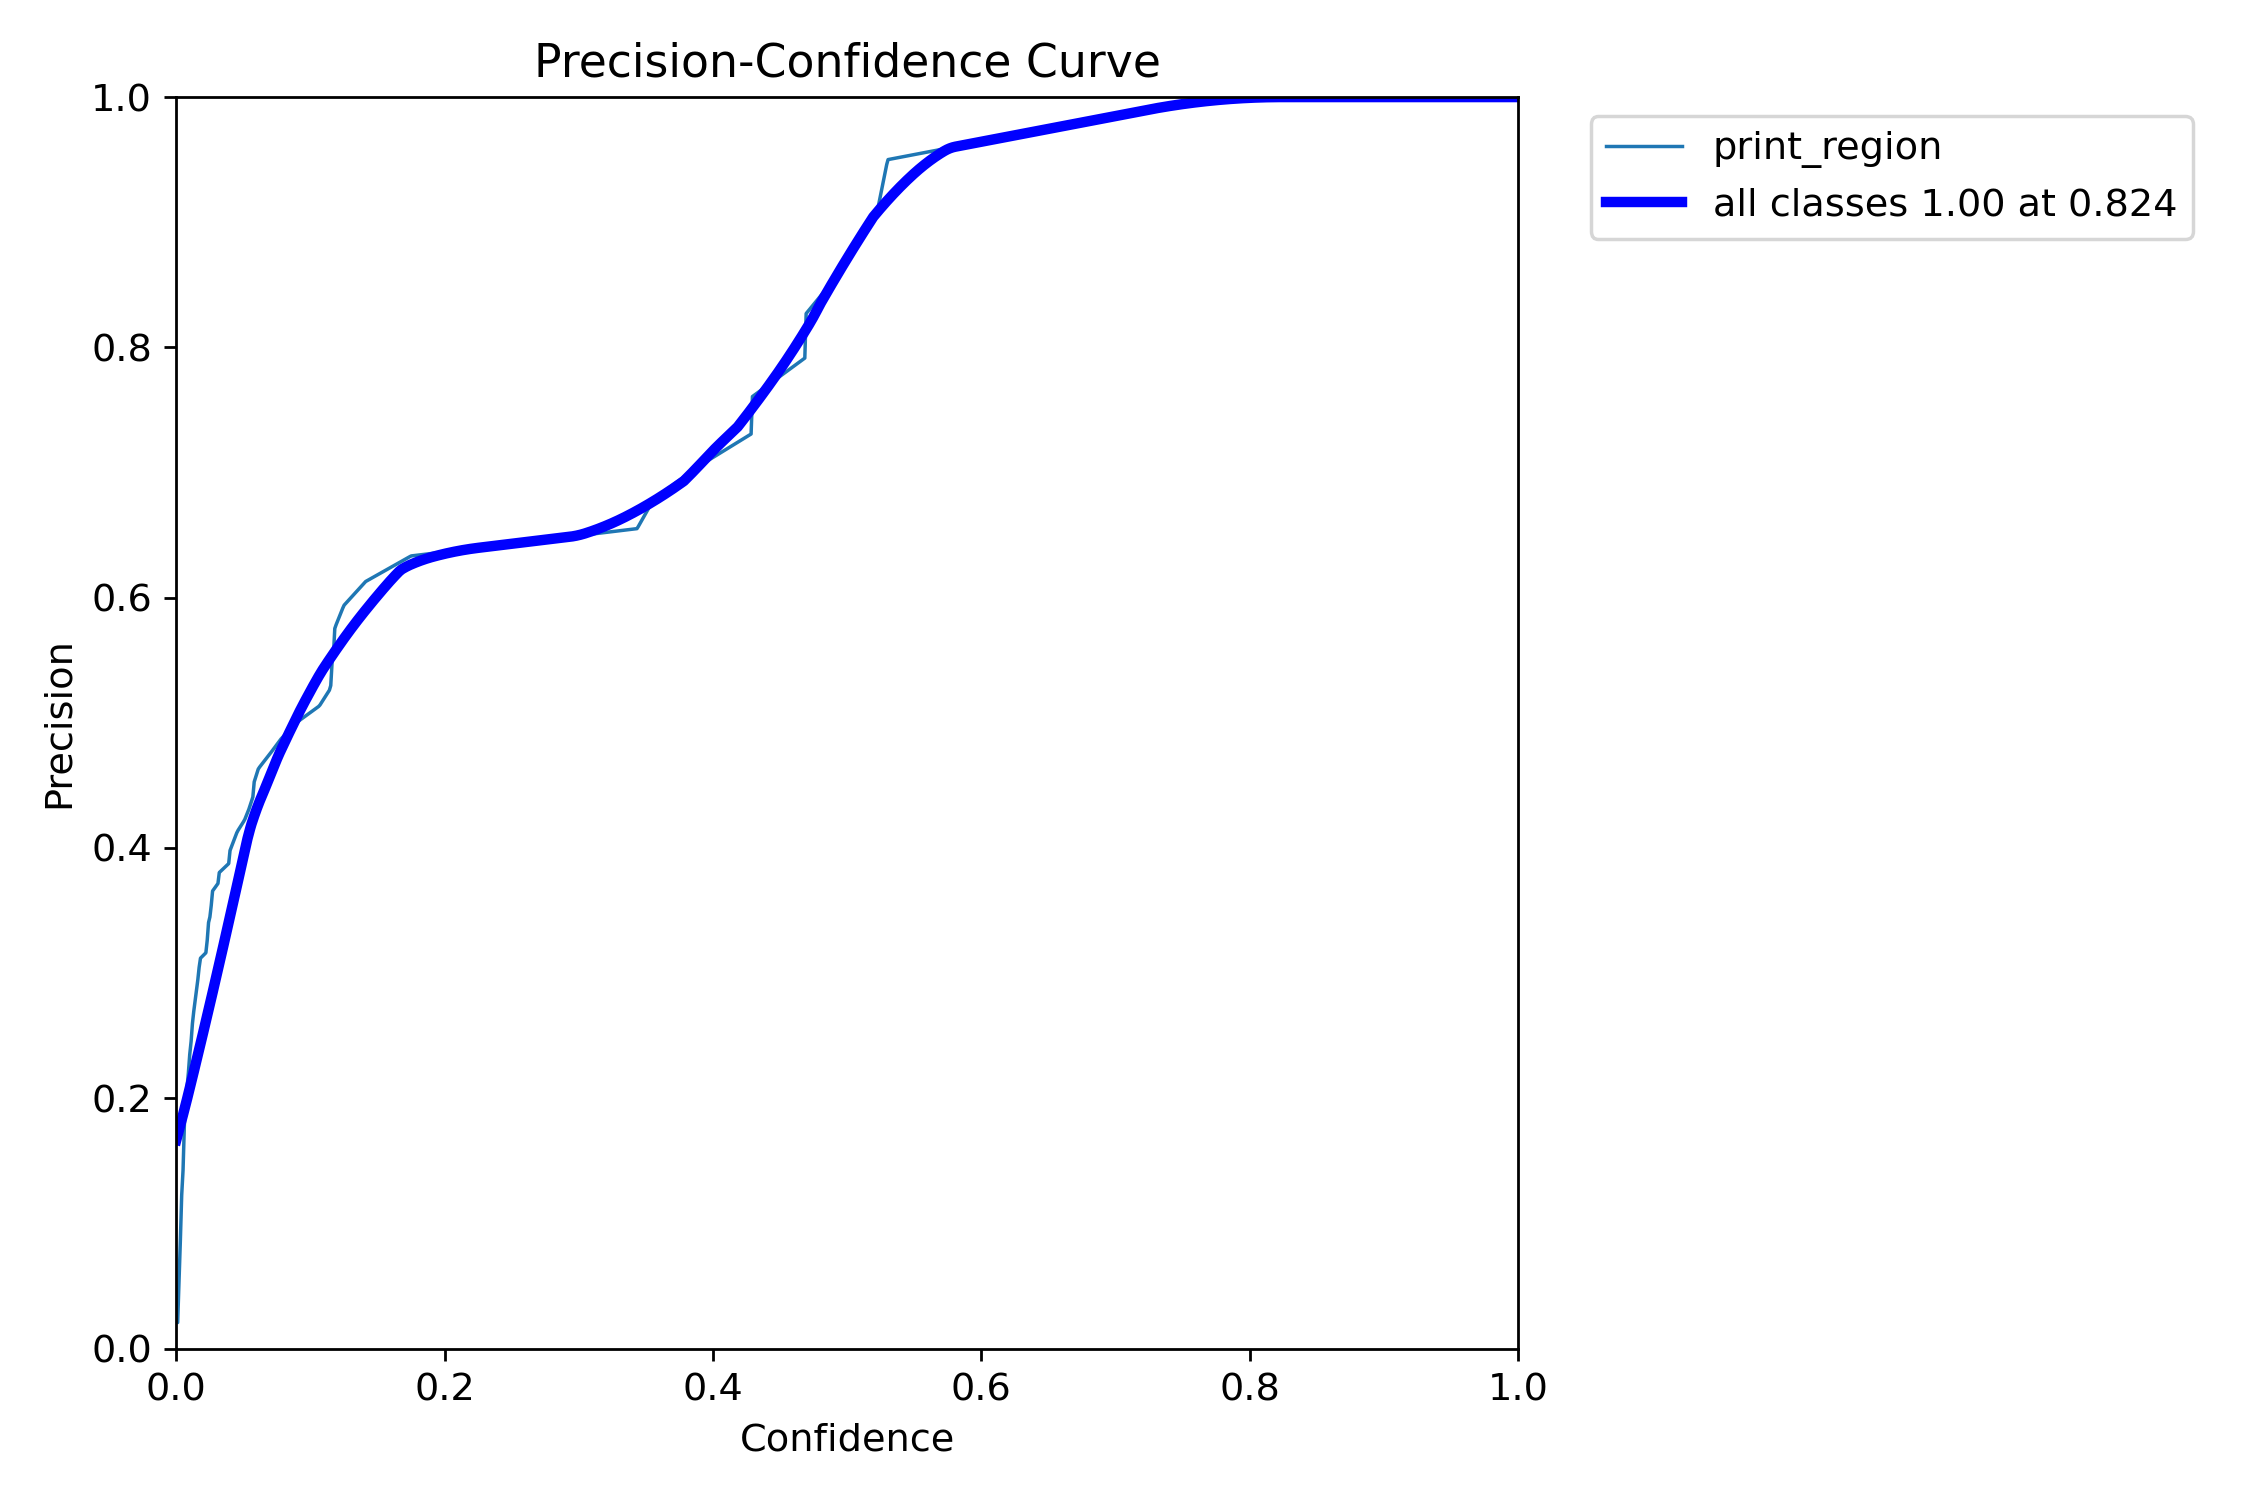 Precision-Confidence Curve
1.0
0.8
0.6
0.4
0.2
0.0
Precision
0.0 0.2 0.4 0.6 0.8 1.0
Confidence
print_region
all classes 1.00 at 0.824